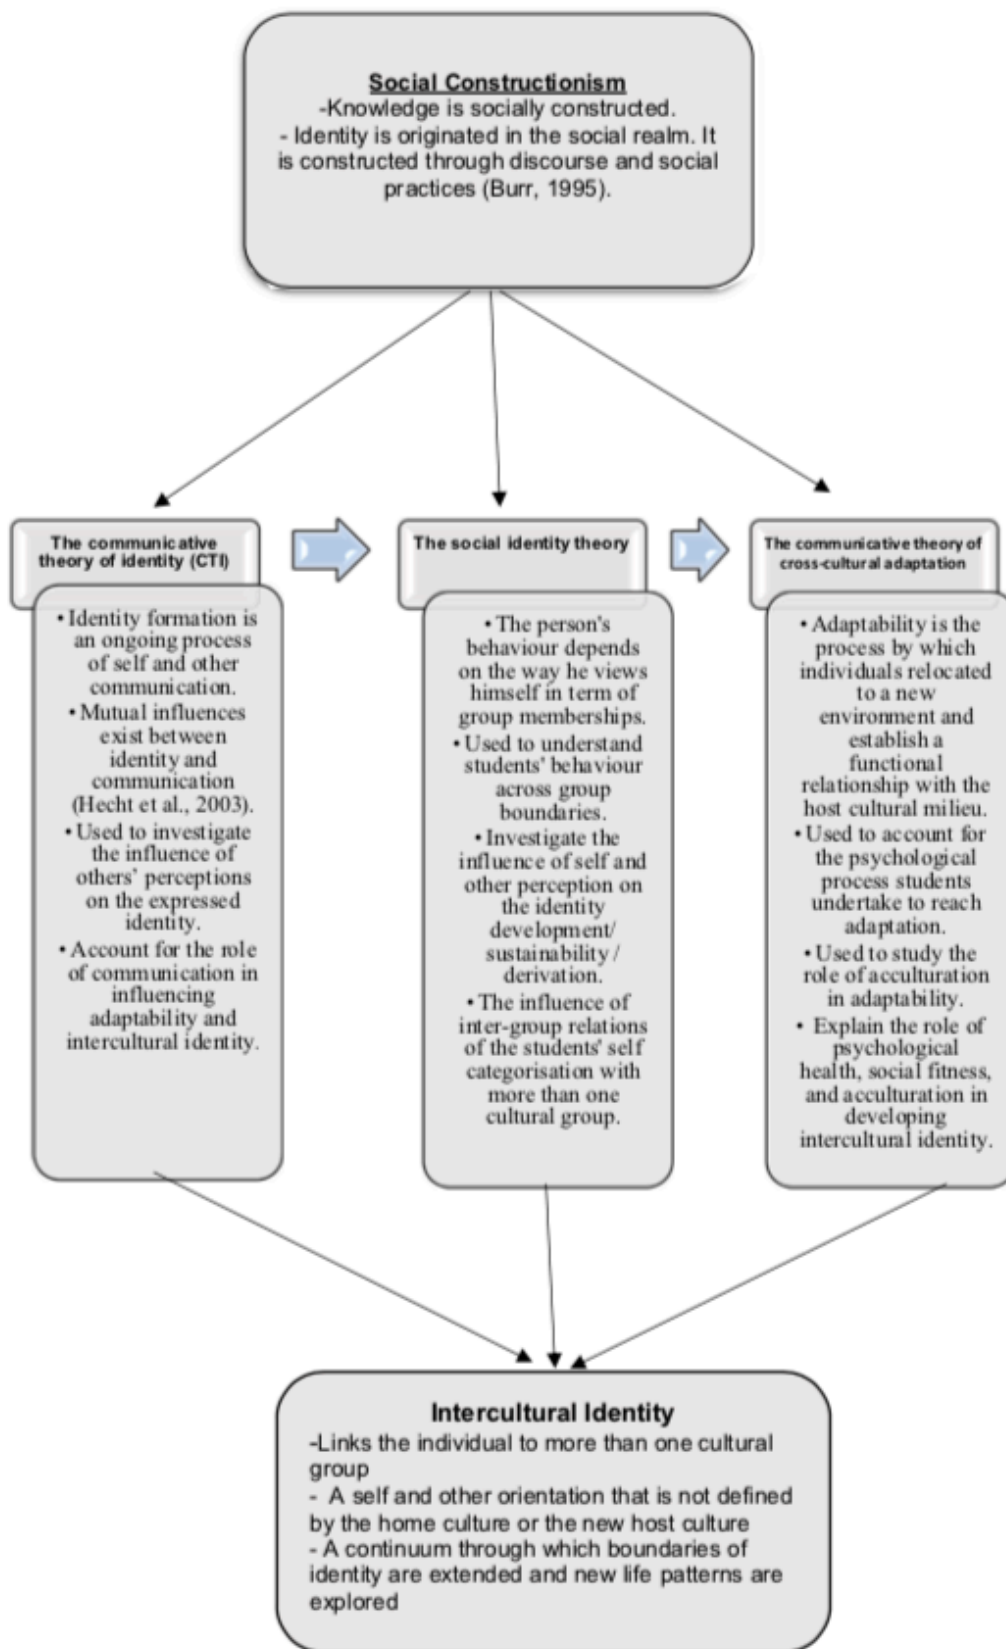 Social Constructionism
-Knowledge is socially constructed.
- Identity is originated in the social realm. It
is constructed through discourse and social
practices (Burr, 1995).
The communicative
theory of identity (CTI)
• Identity formation is
an ongoing process
of self and other
communication.
• Mutual influences
exist between
identity and
communication
(Hecht et al., 2003).
• Used to investigate
the influence of
others' perceptions
on the expressed
identity.
• Account for the role
of communication in
influencing
adaptability and
intercultural identity.
The social identity theory
• The person's
behaviour depends
on the way he views
himself in term of
group memberships.
• Used to understand
students' behaviour
across group
boundaries.
• Investigate the
influence of self and
other perception on
the identity
development/
sustainability /
derivation.
• The influence of
inter-group relations
of the students' self
categorisation with
more than one
cultural group.
The communicative theory of
cross-cultural adaptation
• Adaptability is the
process by which
individuals relocated
to a new
environment and
establish a
functional
relationship with the
host cultural milieu.
• Used to account for
the psychological
process students
undertake to reach
adaptation.
• Used to study the
role of acculturation
in adaptability.
• Explain the role of
psychological
health, social fitness,
and acculturation in
developing
intercultural identity.
Intercultural Identity
-Links the individual to more than one cultural
group
- A self and other orientation that is not defined
by the home culture or the new host culture
- A continuum through which boundaries of
identity are extended and new life patterns are
explored